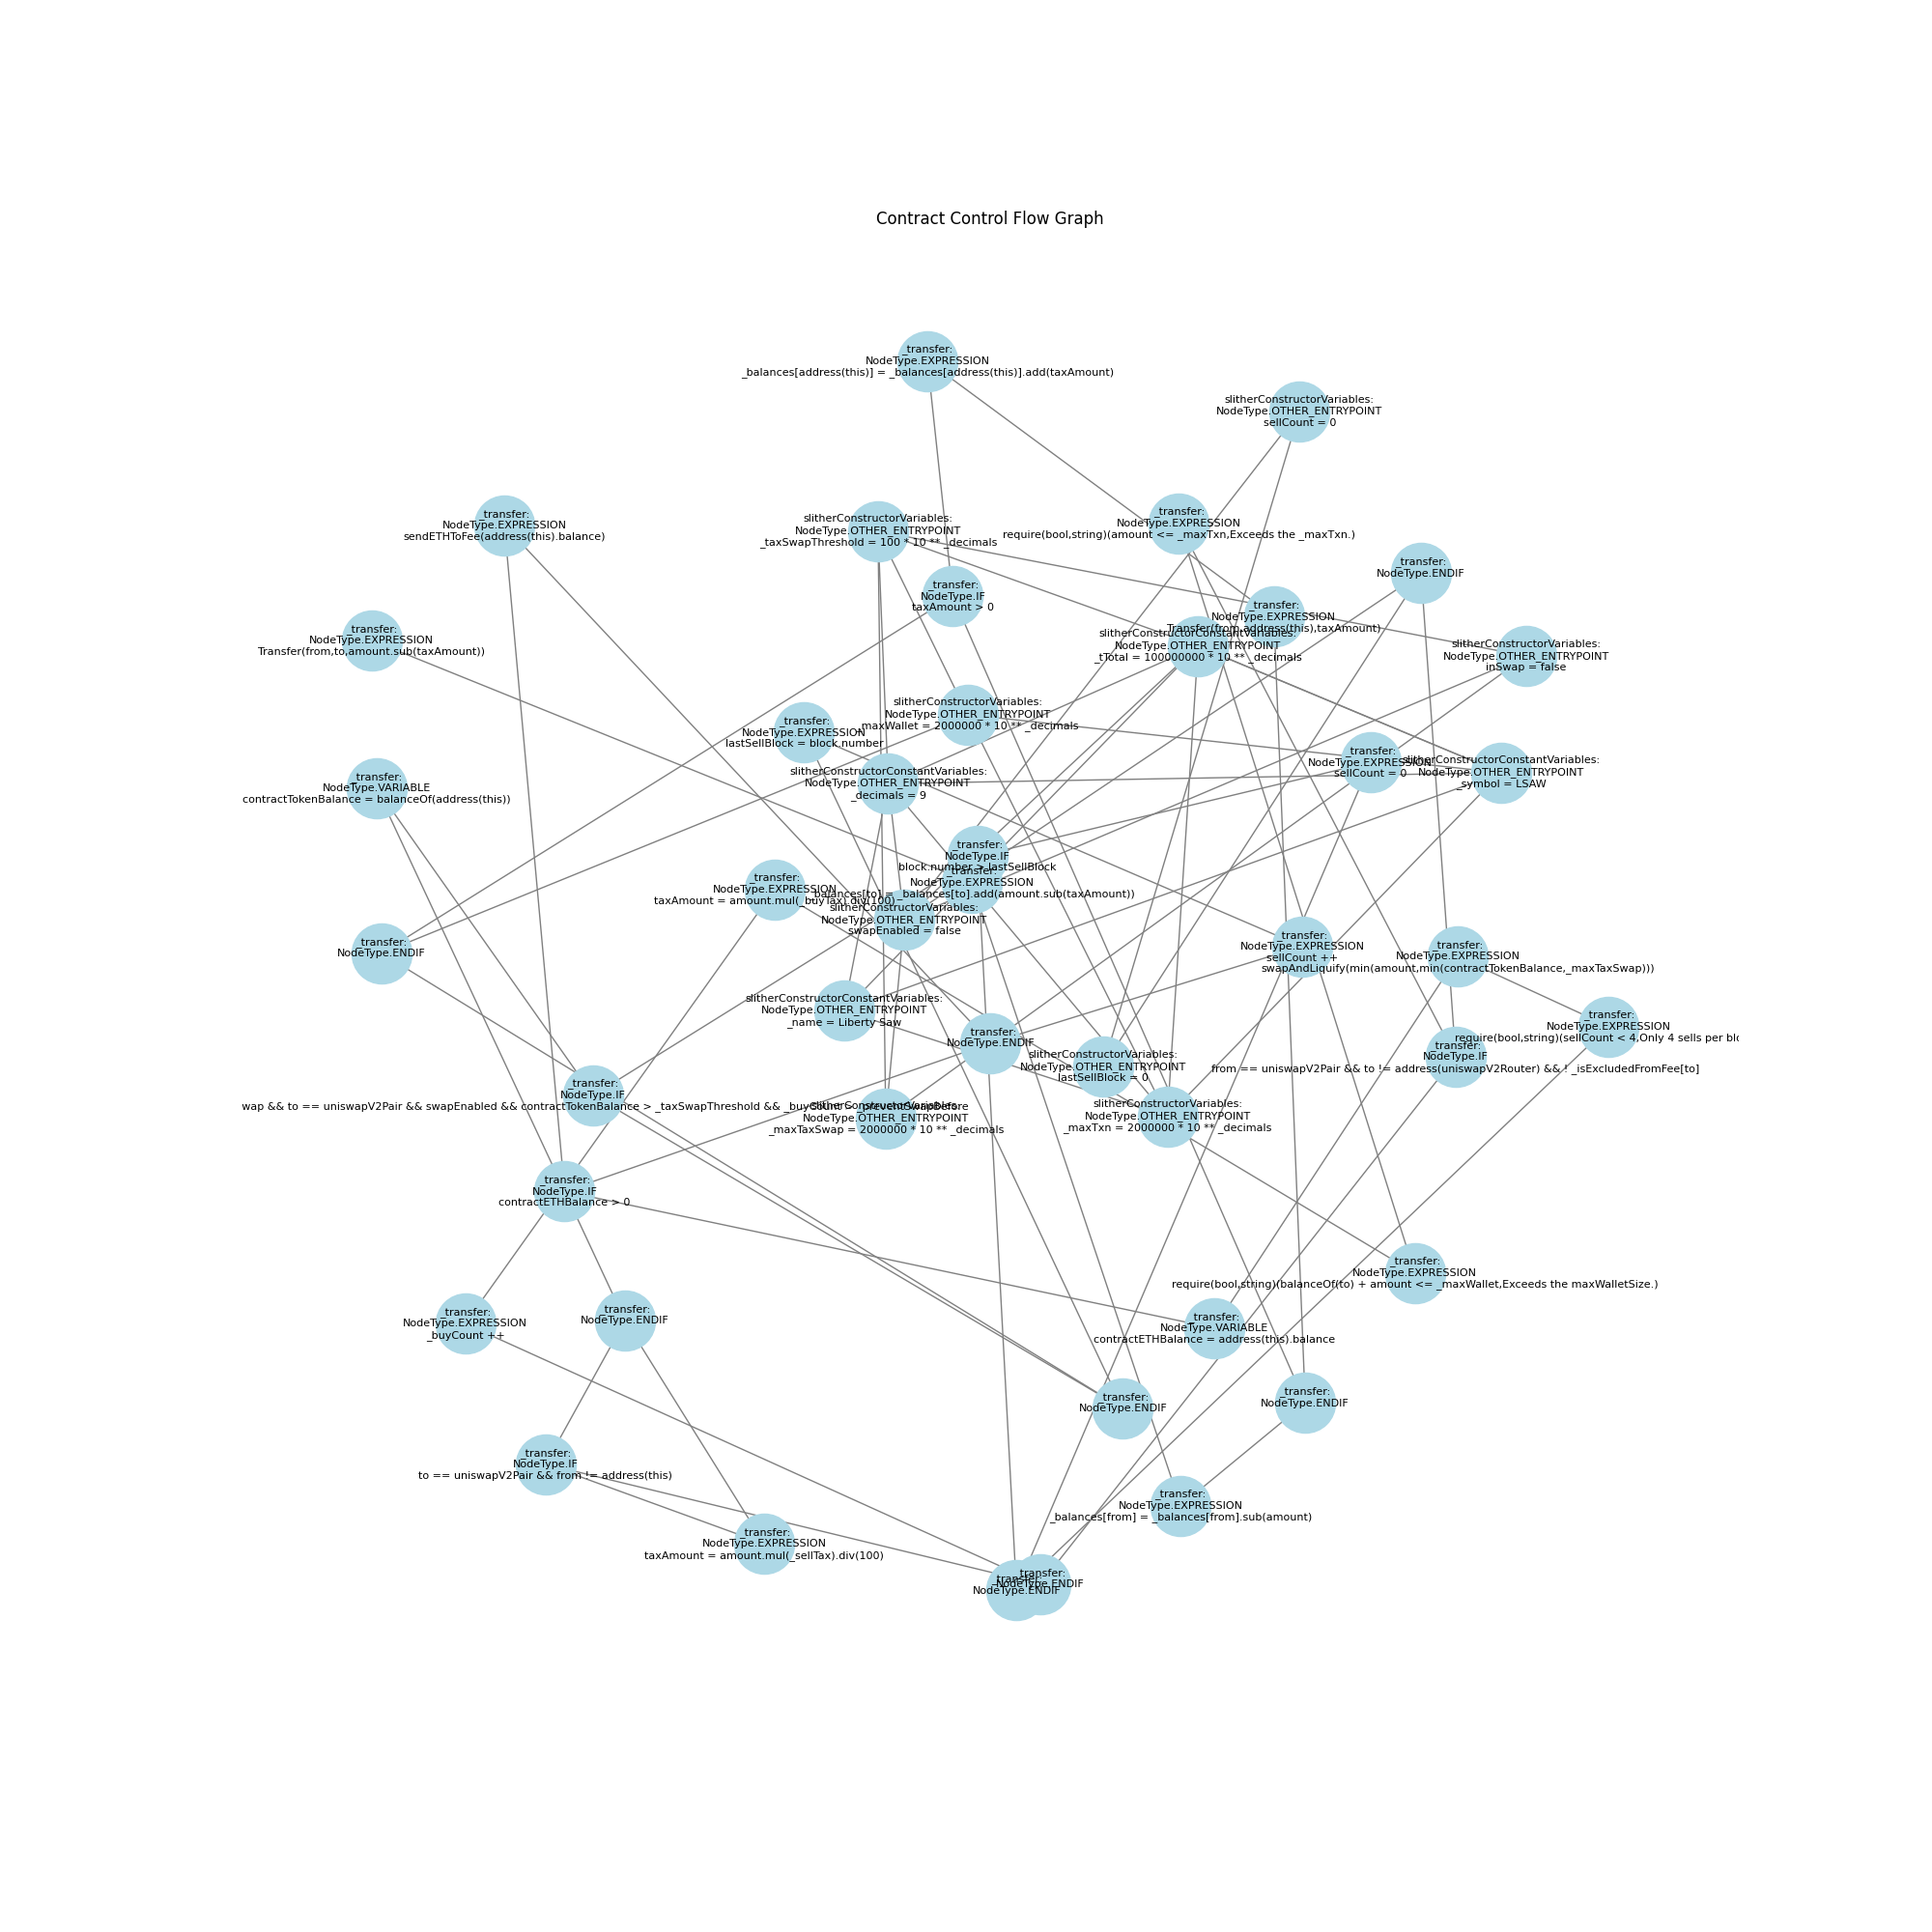 Contract Control Flow Graph
_transfer:
NodeType.EXPRESSION
_balances[address(this)] = _balances[address(this)].add(taxAmount)
slitherConstructorVariables:
NodeType.OTHER_ENTRYPOINT
sellCount = 0
_transfer:
NodeType.EXPRESSION
sendETHToFee(address(this).balance)
slitherConstructorVariables:
NodeType.OTHER_ENTRYPOINT
_taxSwapThreshold = 100 * 10 ** _decimals
_transfer:
NodeType.EXPRESSION
require(bool,string)(amount <= _maxTxn,Exceeds the _maxTxn.)
_transfer:
NodeType.ENDIF
_transfer:
NodeType.IF
taxAmount > 0
_transfer:
NodeType.EXPRESSION
Transfer(from,address(this),taxAmount)
_transfer:
NodeType.EXPRESSION
Transfer(from,to,amount.sub(taxAmount))
slitherConstructorConstantVariables:
NodeType.OTHER_ENTRYPOINT
_tTotal = 100000000 * 10 ** _decimals
slitherConstructorVariables:
NodeType.OTHER_ENTRYPOINT
inSwap = false
slitherConstructorVariables:
NodeType.OTHER_ENTRYPOINT
_maxWallet = 2000000 * 10 ** _decimals
_transfer:
NodeType.EXPRESSION
lastSellBlock = block.number
_transfer:
NodeType.EXPRESSION
sellCount = 0
slitherConstructorConstantVariables:
NodeType.OTHER_ENTRYPOINT
_symbol = LSAW
_transfer:
NodeType.VARIABLE
contractTokenBalance = balanceOf(address(this))
slitherConstructorConstantVariables:
NodeType.OTHER_ENTRYPOINT
_decimals = 9
_transfer:
NodeType.IF
block.number > lastSellBlock
_transfer:
NodeType.EXPRESSION
_balances[to] = _balances[to].add(amount.sub(taxAmount))
_transfer:
NodeType.EXPRESSION
taxAmount = amount.mul(_buyTax).div(100)
slitherConstructorVariables:
NodeType.OTHER_ENTRYPOINT
swapEnabled = false
_transfer:
NodeType.ENDIF
_transfer:
NodeType.EXPRESSION
sellCount ++
_transfer:
NodeType.EXPRESSION
swapAndLiquify(min(amount,min(contractTokenBalance,_maxTaxSwap)))
slitherConstructorConstantVariables:
NodeType.OTHER_ENTRYPOINT
_name = Liberty Saw
_transfer:
NodeType.EXPRESSION
require(bool,string)(sellCount < 4,Only 4 sells per blo
_transfer:
NodeType.ENDIF
_transfer:
NodeType.IF
from == uniswapV2Pair && to != address(uniswapV2Router) && ! _isExcludedFromFee[to]
slitherConstructorVariables:
NodeType.OTHER_ENTRYPOINT
lastSellBlock = 0
_transfer:
NodeType.IF
wap && to == uniswapV2Pair && swapEnabled && contractTokenBalance > _taxSwapThreshold && _buyCount > _preventSwapBefore
slitherConstructorVariables:
NodeType.OTHER_ENTRYPOINT
_maxTaxSwap = 2000000 * 10 ** _decimals
slitherConstructorVariables:
NodeType.OTHER_ENTRYPOINT
_maxTxn = 2000000 * 10 ** _decimals
_transfer:
NodeType.IF
contractETHBalance > 0
_transfer:
NodeType.EXPRESSION
require(bool,string)(balanceOf(to) + amount <= _maxWallet,Exceeds the maxWalletSize.)
_transfer:
NodeType.EXPRESSION
_buyCount ++
_transfer:
NodeType.ENDIF
_transfer:
NodeType.VARIABLE
contractETHBalance = address(this).balance
_transfer:
NodeType.ENDIF
_transfer:
NodeType.ENDIF
_transfer:
NodeType.IF
to == uniswapV2Pair && from != address(this)
_transfer:
NodeType.EXPRESSION
_balances[from] = _balances[from].sub(amount)
_transfer:
NodeType.EXPRESSION
taxAmount = amount.mul(_sellTax).div(100)
_transfer:
NodeType.ENDIF
_transfer:
NodeType.ENDIF